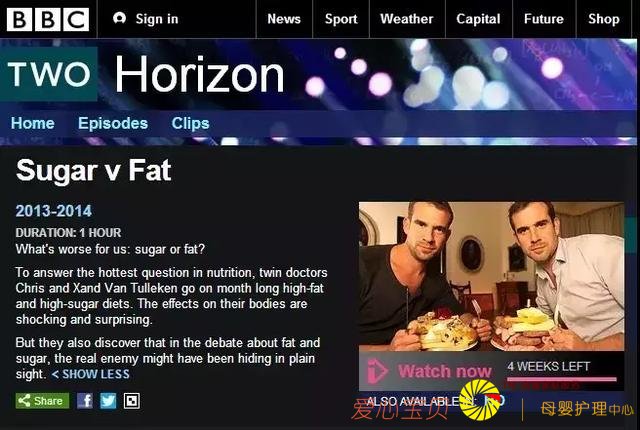 BBC
Sign in
News
Sport
Weather
Capital
Future
Shop
TWO
Horizon
Home
Episodes
Clips
Sugar v Fat
2013-2014
DURATION: 1 HOUR
What's worse for us: sugar or fat?
To answer the hottest question in nutrition, twin doctors
Chris and Xand Van Tulleken go on month long high-fat
and high-sugar diets. The effects on their bodies are
shocking and surprising.
But they also discover that in the debate about fat and
sugar, the real enemy might have been hiding in plain
sight. < SHOW LESS
Share
Watch now
4 WEEKS LEFT
ALSO AVAILABLE
HD
爱心宝贝
母婴护理中心